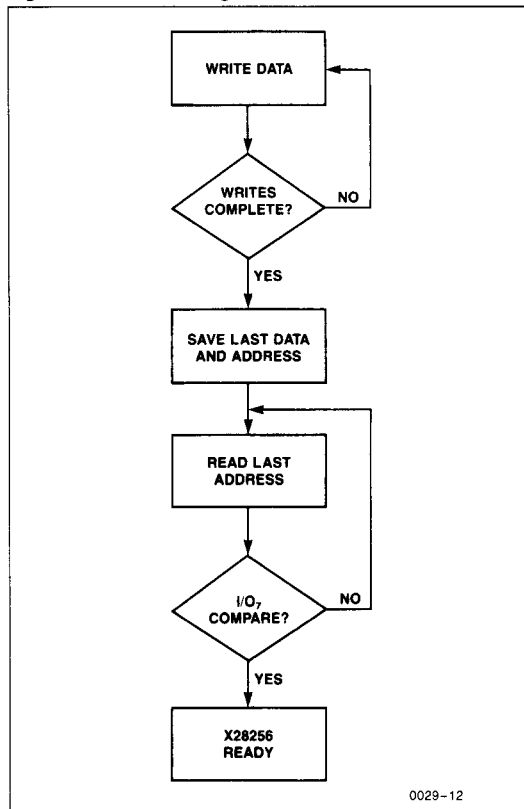 WRITE DATA
WRITES
COMPLETE?
NO
YES
SAVE LAST DATA
AND ADDRESS
READ LAST
ADDRESS
I/O₇
COMPARE?
NO
YES
X28256
READY
0029-12